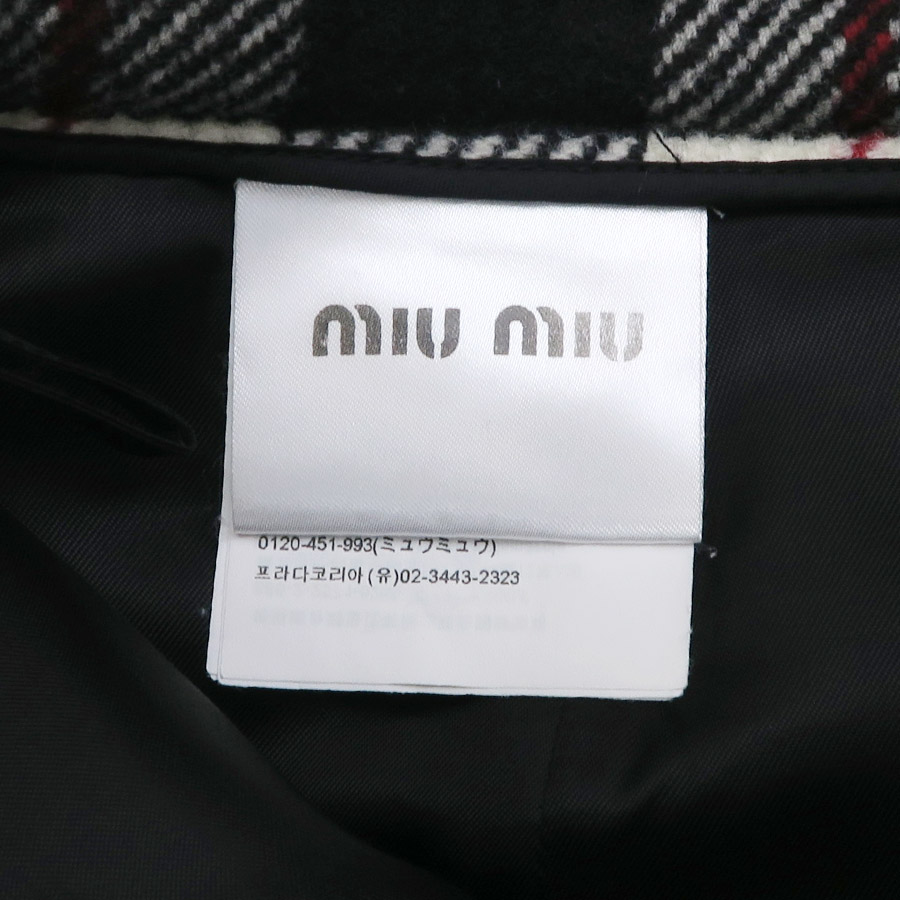 miu miu
0120-451-993(ミュウミュウ)
프라다코리아(유)02-3443-2323